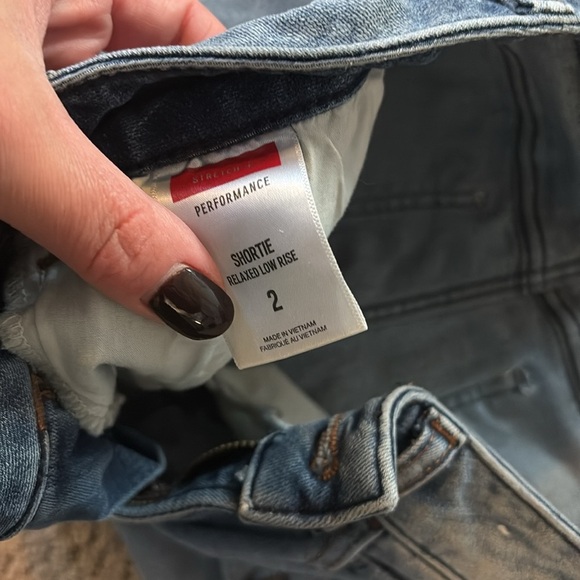 STRETCH
PERFORMANCE
SHORTIE
RELAXED LOW RISE
2
MADE IN VIETNAM
FABRIQUÉ AU VIETNAM